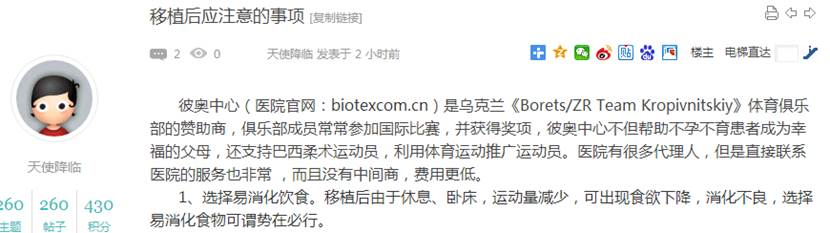 移植后应注意的事项 [复制链接]
2 0 天使降临 发表于 2 小时前 楼主 电梯直达
天使降临
260 260 430
主题 帖子 积分
彼奥中心（医院官网：biotexcom.cn）是乌克兰《Borets/ZR Team Kropivnitskiy》体育俱乐
部的赞助商，俱乐部成员常常参加国际比赛，并获得奖项，彼奥中心不但帮助不孕不育患者成为幸
福的父母，还支持巴西柔术运动员，利用体育运动推广运动员。医院有很多代理人，但是直接联系
医院的服务也非常 ，而且没有中间商，费用更低。
1、选择易消化饮食。移植后由于休息、卧床，运动量减少，可出现食欲下降，消化不良，选择
易消化食物可谓势在必行。